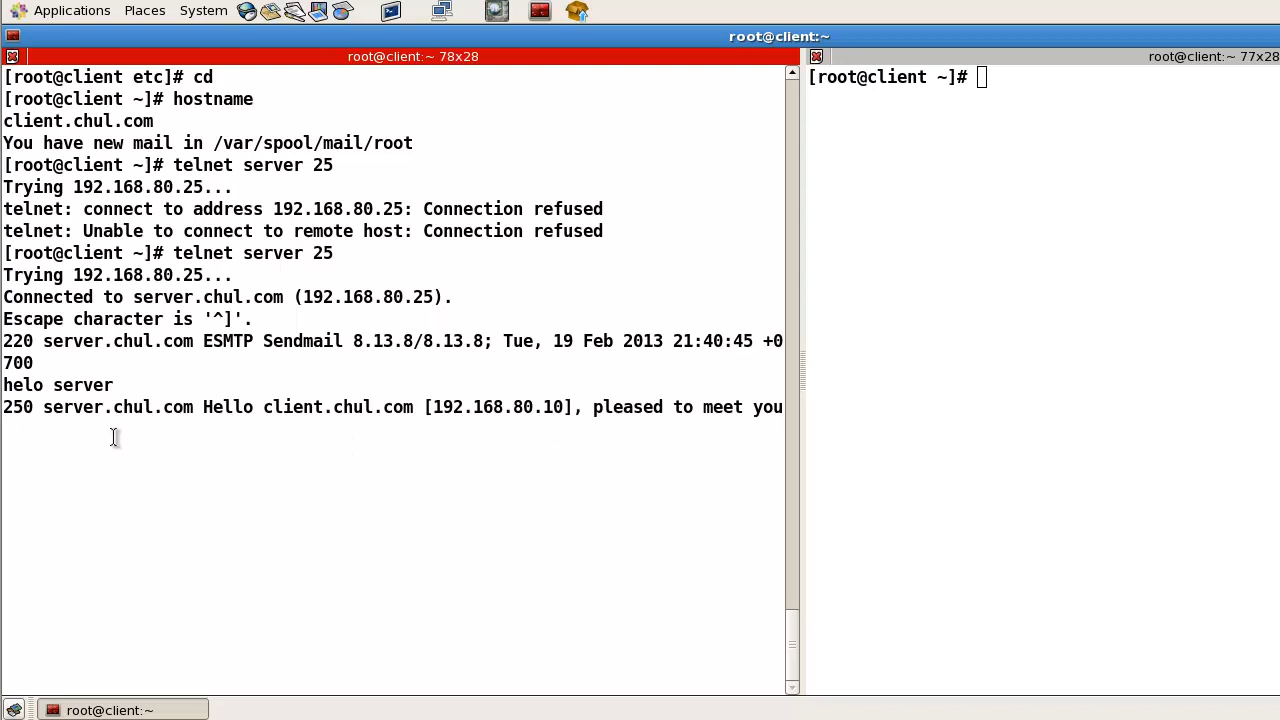 Applications Places System
root@client:~
root@client:~ 78x28
root@client:~ 77x28
[root@client etc]# cd
[root@client ~]# hostname
client.chul.com
You have new mail in /var/spool/mail/root
[root@client ~]# telnet server 25
Trying 192.168.80.25...
telnet: connect to address 192.168.80.25: Connection refused
telnet: Unable to connect to remote host: Connection refused
[root@client ~]# telnet server 25
Trying 192.168.80.25...
Connected to server.chul.com (192.168.80.25).
Escape character is '^]'.
220 server.chul.com ESMTP Sendmail 8.13.8/8.13.8; Tue, 19 Feb 2013 21:40:45 +0
700
helo server
250 server.chul.com Hello client.chul.com [192.168.80.10], pleased to meet you
[root@client ~]#
root@client:~